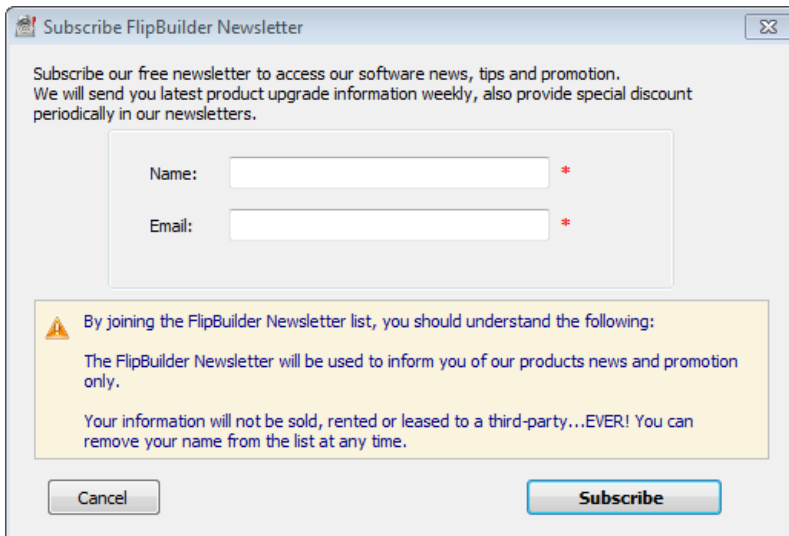 Subscribe FlipBuilder Newsletter
Subscribe our free newsletter to access our software news, tips and promotion.
We will send you latest product upgrade information weekly, also provide special discount
periodically in our newsletters.
Name: *
Email: *
By joining the FlipBuilder Newsletter list, you should understand the following:
The FlipBuilder Newsletter will be used to inform you of our products news and promotion
only.
Your information will not be sold, rented or leased to a third-party...EVER! You can
remove your name from the list at any time.
Cancel
Subscribe